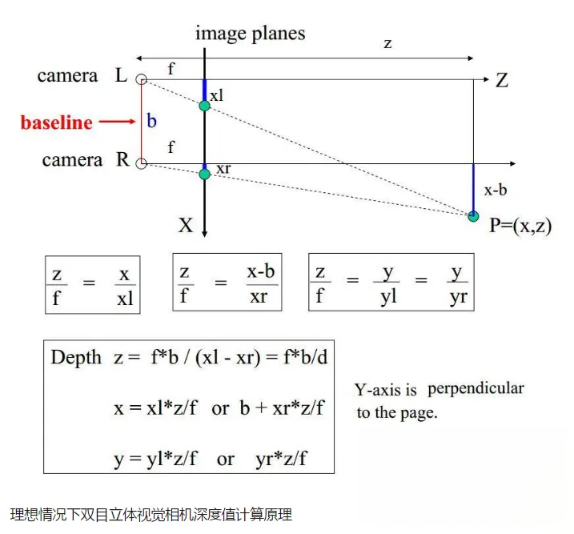 image planes
z
camera L
f
Z
xl
baseline
b
camera R
f
xr
x-b
X
P=(x,z)
z/f = x/xl
z/f = x-b/xr
z/f = y/yl = y/yr
Depth z = f*b / (xl - xr) = f*b/d
x = xl*z/f or b + xr*z/f
y = yl*z/f or yr*z/f
Y-axis is perpendicular
to the page.
理想情况下双目立体视觉相机深度值计算原理